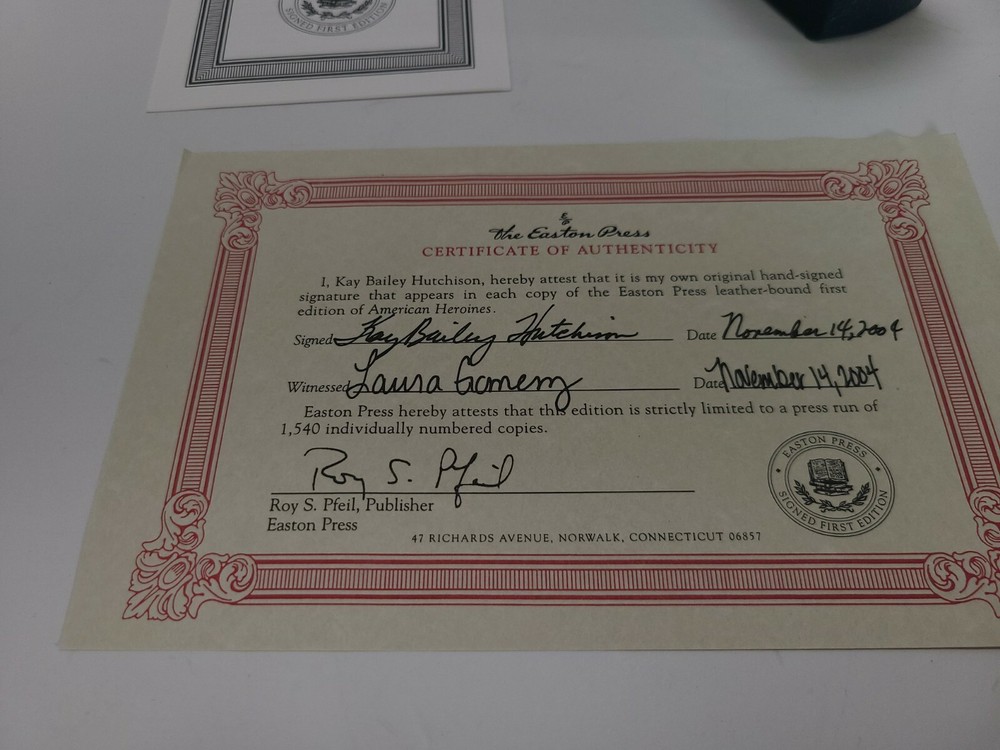 SIGNED FIRST EDITION
The Easton Press
CERTIFICATE OF AUTHENTICITY
I, Kay Bailey Hutchison, hereby attest that it is my own original hand-signed
signature that appears in each copy of the Easton Press leather-bound first
edition of American Heroines.
Signed Kay Bailey Hutchison Date November 14, 2004
Witnessed Laura Date November 14, 2004
Easton Press hereby attests that this edition is strictly limited to a press run of
1,540 individually numbered copies.
Roy S. Pfeil
Roy S. Pfeil, Publisher
Easton Press
EASTON PRESS
SIGNED FIRST EDITION
47 RICHARDS AVENUE, NORWALK, CONNECTICUT 06857